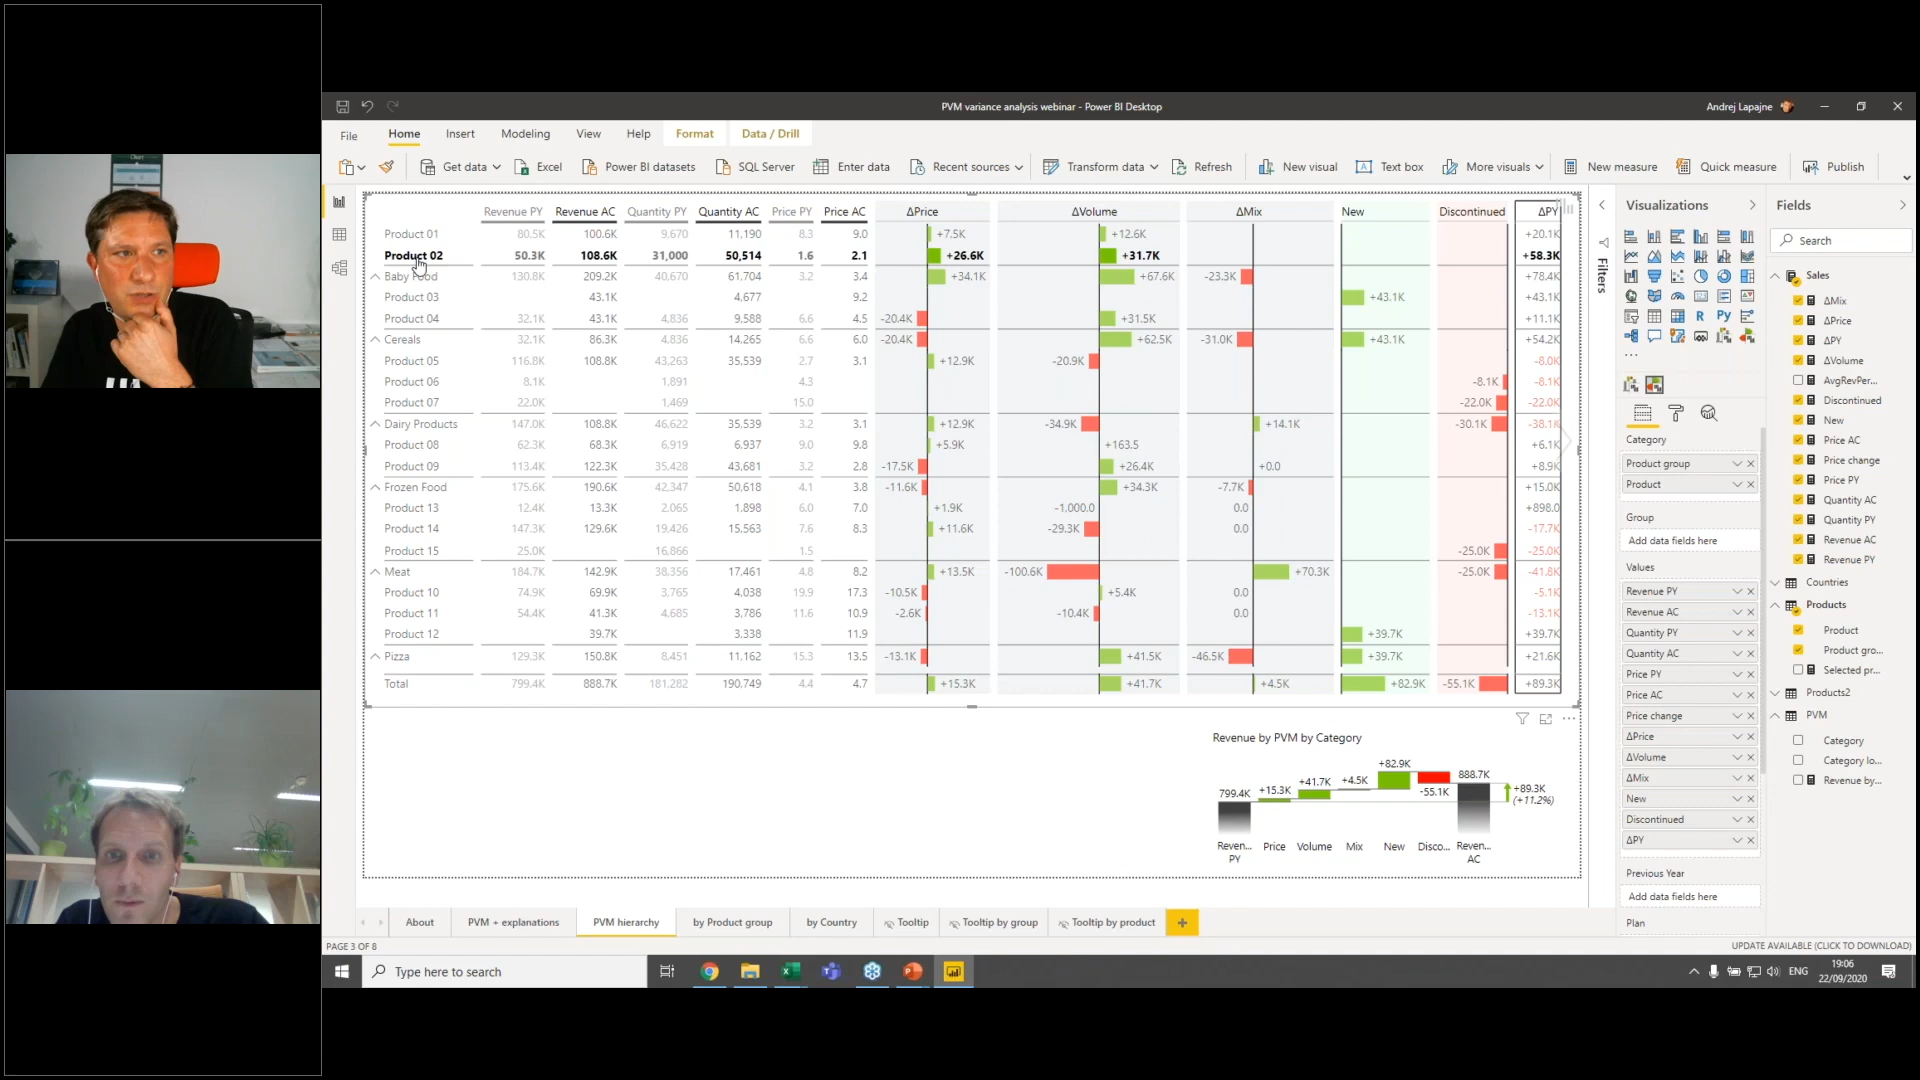 PVM variance analysis webinar - Power BI Desktop
Andrej Lapajne
File Home Insert Modeling View Help Format Data / Drill
Get data Excel Power BI datasets SQL Server Enter data Recent sources Transform data Refresh New visual Text box More visuals New measure Quick measure Publish
Revenue PY Revenue AC Quantity PY Quantity AC Price PY Price AC ΔPrice ΔVolume ΔMix New Discontinued ΔPY
Product 01 80.5K 100.6K 9,670 11,190 8.3 9.0 +7.5K +12.6K +20.1K
Product 02 50.3K 108.6K 31,000 50,514 1.6 2.1 +26.6K +31.7K +58.3K
Baby Food 130.8K 209.2K 40,670 61,704 3.2 3.4 +34.1K +67.6K -23.3K +78.4K
Product 03 43.1K 4,677 9.2 +43.1K +43.1K
Product 04 32.1K 43.1K 4,836 9,588 6.6 4.5 -20.4K +31.5K +11.1K
Cereals 32.1K 86.3K 4,836 14.265 6.6 6.0 -20.4K +62.5K -31.0K +43.1K +54.2K
Product 05 116.8K 108.8K 43,263 35,539 2.7 3.1 +12.9K -20.9K -8.0K
Product 06 8.1K 1,891 4.3 -8.1K -8.1K
Product 07 22.0K 1,469 15.0 -22.0K -22.0K
Dairy Products 147.0K 108.8K 46,622 35,539 3.2 3.1 +12.9K -34.9K +14.1K -30.1K -38.1K
Product 08 62.3K 68.3K 6,919 6,937 9.0 9.8 +5.9K +163.5 +6.1K
Product 09 113.4K 122.3K 35,428 43,681 3.2 2.8 -17.5K +26.4K +0.0 +8.9K
Frozen Food 175.6K 190.6K 42,347 50,618 4.1 3.8 -11.6K +34.3K -7.7K +15.0K
Product 13 12.4K 13.3K 2,065 1,898 6.0 7.0 +1.9K -1,000.0 0.0 +898.0
Product 14 147.3K 129.6K 19,426 15,563 7.6 8.3 +11.6K -29.3K 0.0 -17.7K
Product 15 25.0K 16,866 1.5 -25.0K -25.0K
Meat 184.7K 142.9K 38,356 17.461 4.8 8.2 +13.5K -100.6K +70.3K -25.0K -41.8K
Product 10 74.9K 69.9K 3,765 4.038 19.9 17.3 -10.5K +5.4K 0.0 -5.1K
Product 11 54.4K 41.3K 4,685 3,786 11.6 10.9 -2.6K -10.4K 0.0 -13.1K
Product 12 39.7K 3,338 11.9 +39.7K +39.7K
Pizza 129.3K 150.8K 8,451 11,162 15.3 13.5 -13.1K +41.5K -46.5K +39.7K +21.6K
Total 799.4K 888.7K 181,282 190,749 4.4 4.7 +15.3K +41.7K +4.5K +82.9K -55.1K +89.3K
Revenue by PVM by Category
799.4K +15.3K +41.7K +4.5K +82.9K -55.1K 888.7K +89.3K
(+11.2%)
Reven... PY Price Volume Mix New Disco... Reven... AC
About PVM + explanations PVM hierarchy by Product group by Country Tooltip Tooltip by group Tooltip by product +
PAGE 3 OF 8
UPDATE AVAILABLE (CLICK TO DOWNLOAD)
Filters
Visualizations
R Py
...
Category
Product group
Product
Group
Add data fields here
Values
Revenue PY
Revenue AC
Quantity PY
Quantity AC
Price PY
Price AC
Price change
ΔPrice
ΔVolume
ΔMix
New
Discontinued
ΔPY
Previous Year
Add data fields here
Plan
Fields
Search
Sales
ΔMix
ΔPrice
ΔPY
ΔVolume
AvgRevPer...
Discontinued
New
Price AC
Price change
Price PY
Quantity AC
Quantity PY
Revenue AC
Revenue PY
Countries
Products
Product
Product gro...
Selected pr...
Products2
PVM
Category
Category lo...
Revenue by...
Type here to search
ENG
19:06
22/09/2020